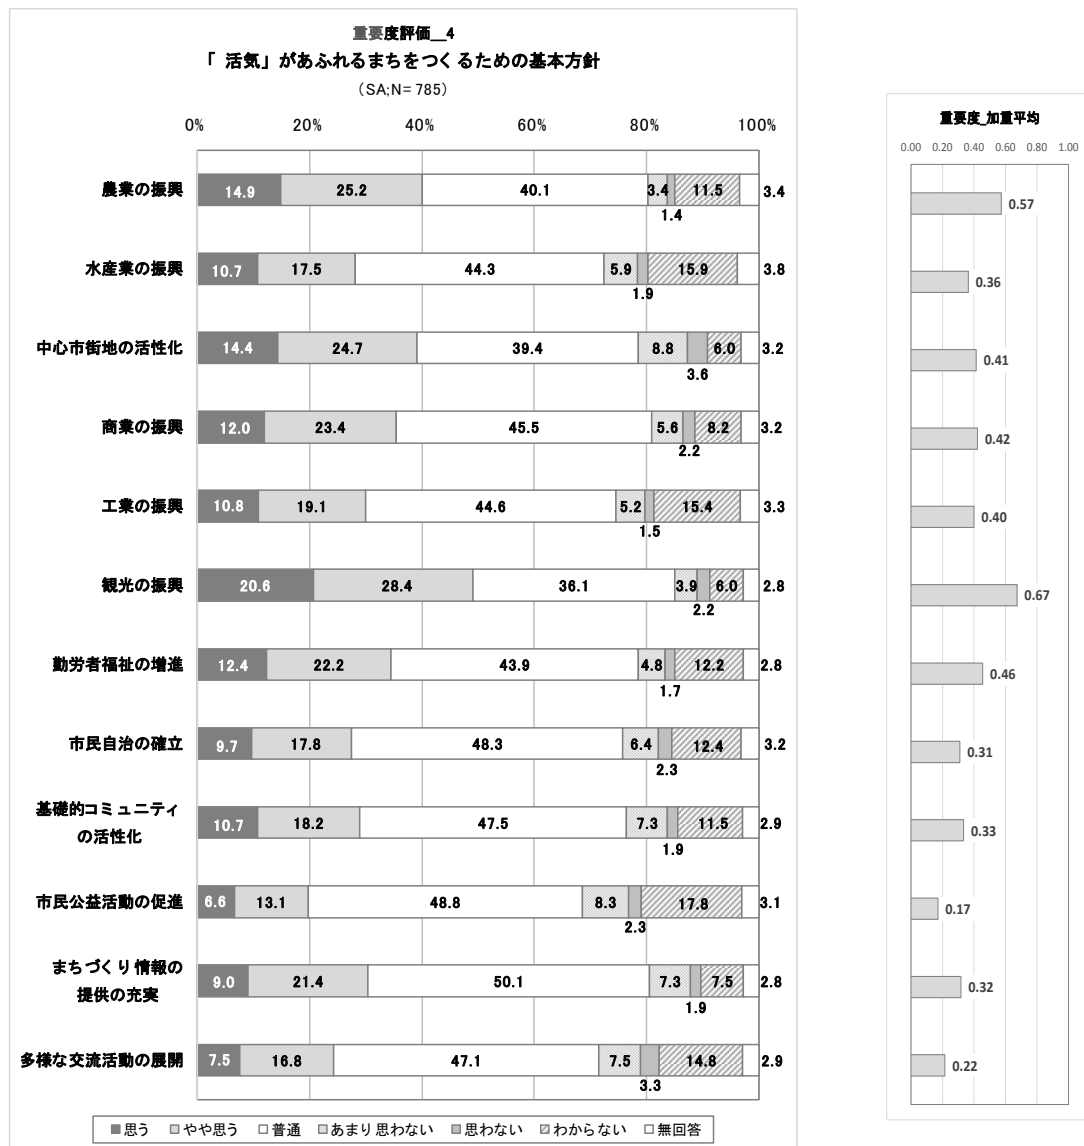 重要度評価__4
「 活気」があふれるまちをつくるための基本方針
（SA;N= 785）
0% 20% 40% 60% 80% 100%
農業の振興 14.9 25.2 40.1 3.4 11.5 3.4
1.4
水産業の振興 10.7 17.5 44.3 5.9 15.9 3.8
1.9
中心市街地の活性化 14.4 24.7 39.4 8.8 6.0 3.2
3.6
商業の振興 12.0 23.4 45.5 5.6 8.2 3.2
2.2
工業の振興 10.8 19.1 44.6 5.2 15.4 3.3
1.5
観光の振興 20.6 28.4 36.1 3.9 6.0 2.8
2.2
勤労者福祉の増進 12.4 22.2 43.9 4.8 12.2 2.8
1.7
市民自治の確立 9.7 17.8 48.3 6.4 12.4 3.2
2.3
基礎的コミュニティ
の活性化 10.7 18.2 47.5 7.3 11.5 2.9
1.9
市民公益活動の促進 6.6 13.1 48.8 8.3 17.8 3.1
2.3
まちづくり情報の
提供の充実 9.0 21.4 50.1 7.3 7.5 2.8
1.9
多様な交流活動の展開 7.5 16.8 47.1 7.5 14.8 2.9
3.3
思う やや思う 普通 あまり思わない 思わない わからない 無回答
重要度_加重平均
0.00 0.20 0.40 0.60 0.80 1.00
0.57
0.36
0.41
0.42
0.40
0.67
0.46
0.31
0.33
0.17
0.32
0.22